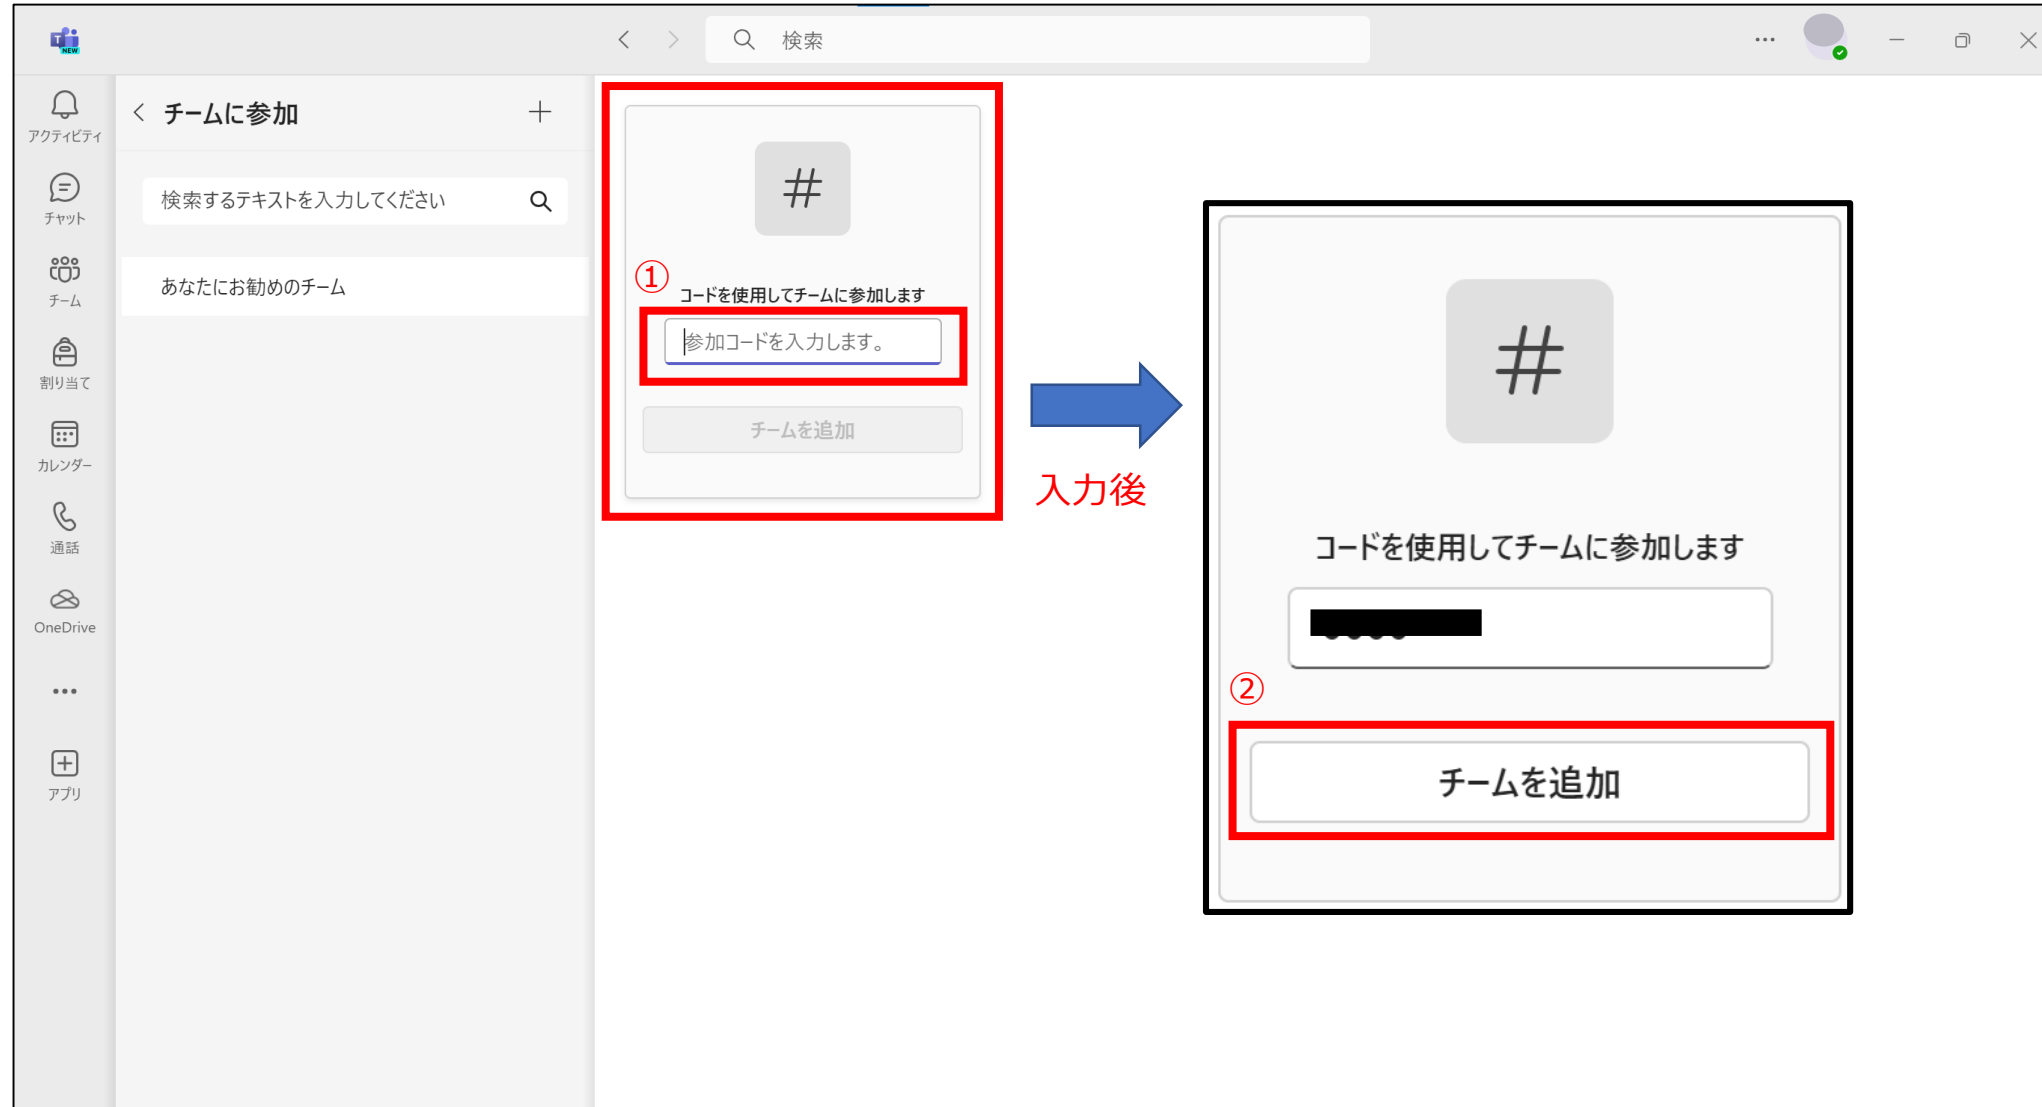 検索
アクティビティ
チャット
チーム
割り当て
カレンダー
通話
OneDrive
アプリ
チームに参加
検索するテキストを入力してください
あなたにお勧めのチーム
#
①
コードを使用してチームに参加します
参加コードを入力します。
チームを追加
入力後
#
コードを使用してチームに参加します
②
チームを追加
T
NEW